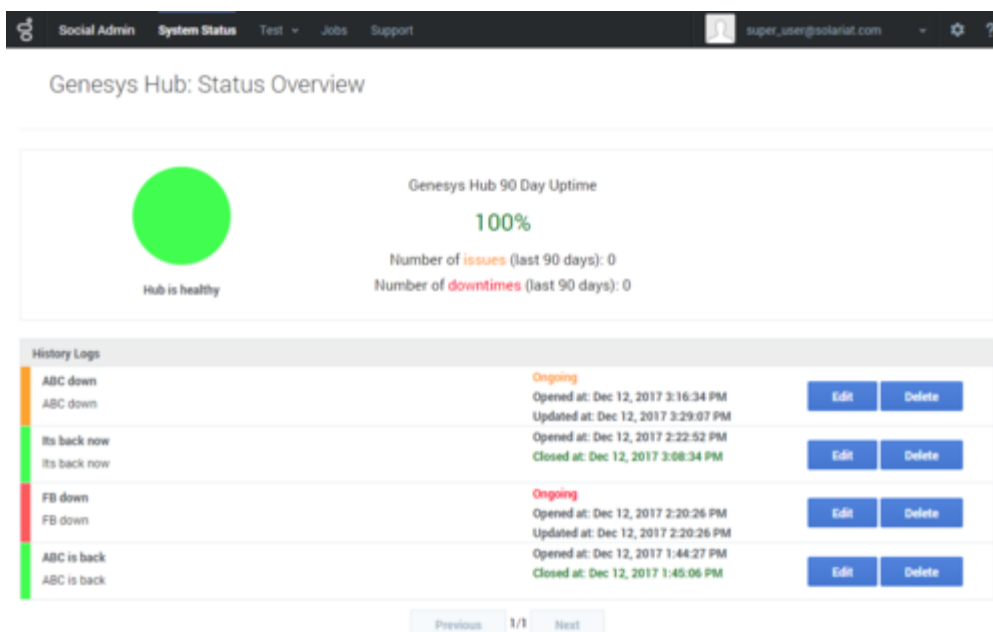 Social Admin System Status Test Jobs Support super_user@solariat.com ?
Genesys Hub: Status Overview
Genesys Hub 90 Day Uptime
100%
Number of issues (last 90 days): 0
Number of downtimes (last 90 days): 0
Hub is healthy
History Logs
ABC down
ABC down
Ongoing
Opened at: Dec 12, 2017 3:16:34 PM
Updated at: Dec 12, 2017 3:29:07 PM
Edit Delete
Its back now
Its back now
Opened at: Dec 12, 2017 2:22:52 PM
Closed at: Dec 12, 2017 3:08:34 PM
Edit Delete
FB down
FB down
Ongoing
Opened at: Dec 12, 2017 2:20:26 PM
Updated at: Dec 12, 2017 2:20:26 PM
Edit Delete
ABC is back
ABC is back
Opened at: Dec 12, 2017 1:44:27 PM
Closed at: Dec 12, 2017 1:45:06 PM
Edit Delete
Previous 1/1 Next